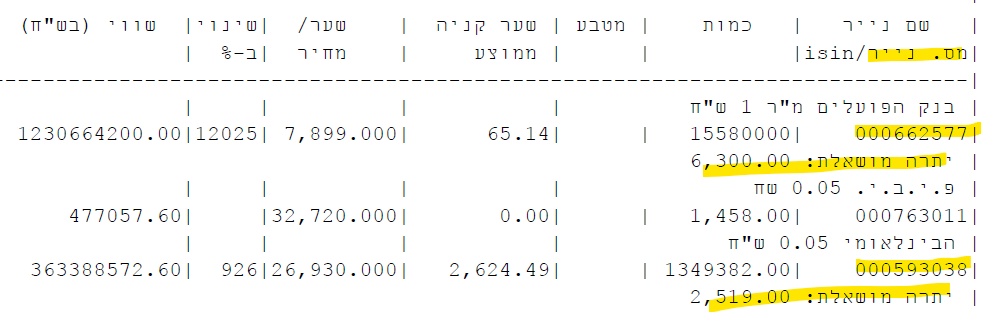 שם נייר | כמות | מטבע | שער קניה | שער/ |שינוי| שווי (בש"ח)
|מס. נייר/isin| | | ממוצע | מחיר |ב-%|
---
| בנק הפועלים מ"ר 1 ש"ח | | | |
|000662577 |15580000 | | 65.14 |7,899.000 |12025|1230664200.00
| יתרה מושאלת: 6,300.00
| פ.י.ב.י. 0.05 שח | | | |
|000763011 |1,458.00 | | 0.00 |32,720.000| |477057.60
| הבינלאומי 0.05 ש"ח | | | |
|000593038 |1349382.00 | | 2,624.49 |26,930.000|926 |363388572.60
| יתרה מושאלת: 2,519.00